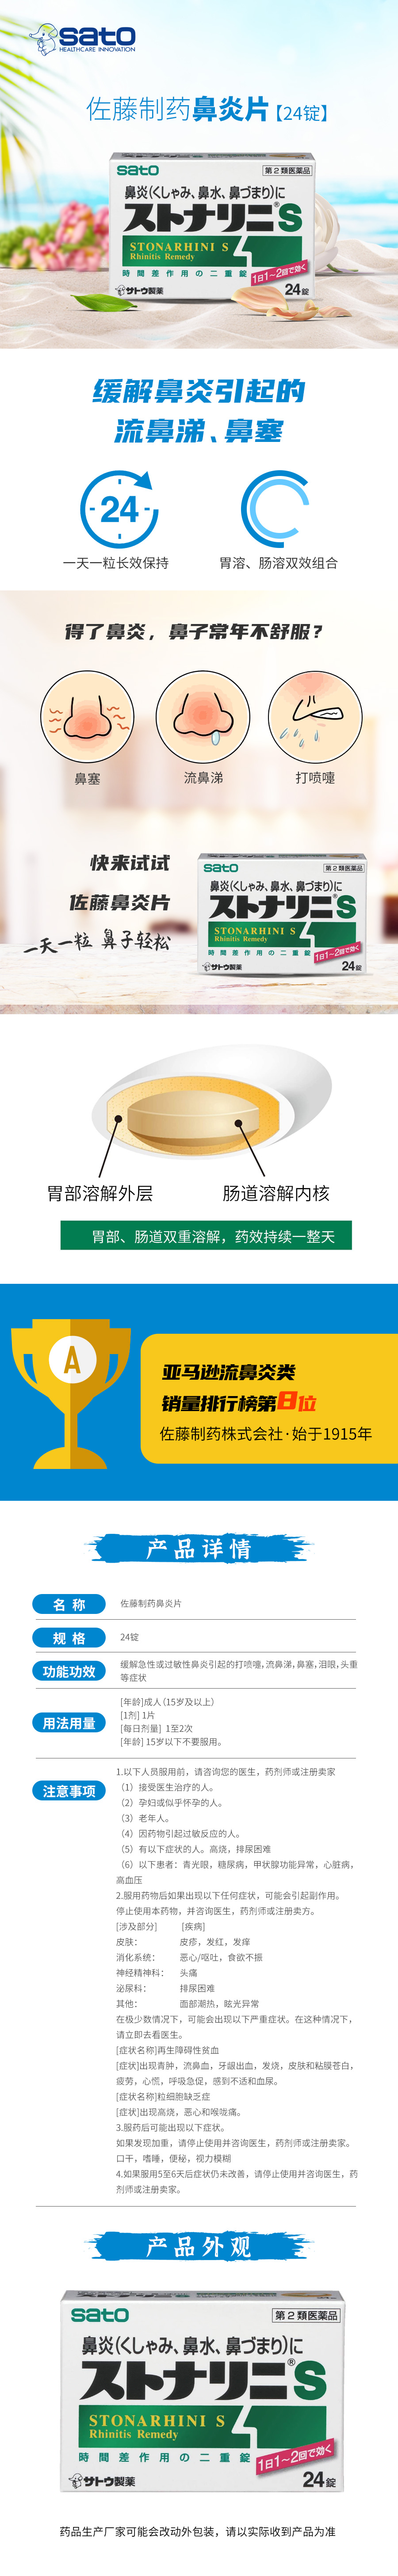 sato
HEALTHCARE INNOVATION
佐藤制药鼻炎片【24锭】
sato
第2類医薬品
鼻炎(くしゃみ、鼻水、鼻づまり)に
ストナリニ®S
STONARHINI S
Rhinitis Remedy
時間差作用の二重錠
1日1~2回で効く
サトウ製薬
24錠
缓解鼻炎引起的
流鼻涕、鼻塞
24
一天一粒长效保持
胃溶、肠溶双效组合
得了鼻炎，鼻子常年不舒服？
鼻塞
流鼻涕
打喷嚏
快来试试
佐藤鼻炎片
一天一粒 鼻子轻松
sato
第2類医薬品
鼻炎(くしゃみ、鼻水、鼻づまり)に
ストナリニ®S
STONARHINI S
Rhinitis Remedy
時間差作用の二重錠
1日1~2回で効く
サトウ製薬
24錠
胃部溶解外层
肠道溶解内核
胃部、肠道双重溶解，药效持续一整天
A
亚马逊流鼻炎类
销量排行榜第8位
佐藤制药株式会社·始于1915年
产品详情
名 称
佐藤制药鼻炎片
规 格
24锭
功能功效
缓解急性或过敏性鼻炎引起的打喷嚏，流鼻涕，鼻塞，泪眼，头重
等症状
用法用量
[年龄]成人（15岁及以上）
[1剂] 1片
[每日剂量] 1至2次
[年龄] 15岁以下不要服用。
注意事项
1.以下人员服用前，请咨询您的医生，药剂师或注册卖家
（1）接受医生治疗的人。
（2）孕妇或似乎怀孕的人。
（3）老年人。
（4）因药物引起过敏反应的人。
（5）有以下症状的人。高烧，排尿困难
（6）以下患者：青光眼，糖尿病，甲状腺功能异常，心脏病，
高血压
2.服用药物后如果出现以下任何症状，可能会引起副作用。
停止使用本药物，并咨询医生，药剂师或注册卖方。
[涉及部分] [疾病]
皮肤： 皮疹，发红，发痒
消化系统： 恶心/呕吐，食欲不振
神经精神科： 头痛
泌尿科： 排尿困难
其他： 面部潮热，眩光异常
在极少数情况下，可能会出现以下严重症状。在这种情况下，
请立即去看医生。
[症状名称]再生障碍性贫血
[症状]出现青肿，流鼻血，牙龈出血，发烧，皮肤和粘膜苍白，
疲劳，心慌，呼吸急促，感到不适和血尿。
[症状名称]粒细胞缺乏症
[症状]出现高烧，恶心和喉咙痛。
3.服药后可能出现以下症状。
如果发现加重，请停止使用并咨询医生，药剂师或注册卖家。
口干，嗜睡，便秘，视力模糊
4.如果服用5至6天后症状仍未改善，请停止使用并咨询医生，药
剂师或注册卖家。
产品外观
sato
第2類医薬品
鼻炎(くしゃみ、鼻水、鼻づまり)に
ストナリニ®S
STONARHINI S
Rhinitis Remedy
時間差作用の二重錠
1日1~2回で効く
サトウ製薬
24錠
药品生产厂家可能会改动外包装，请以实际收到产品为准